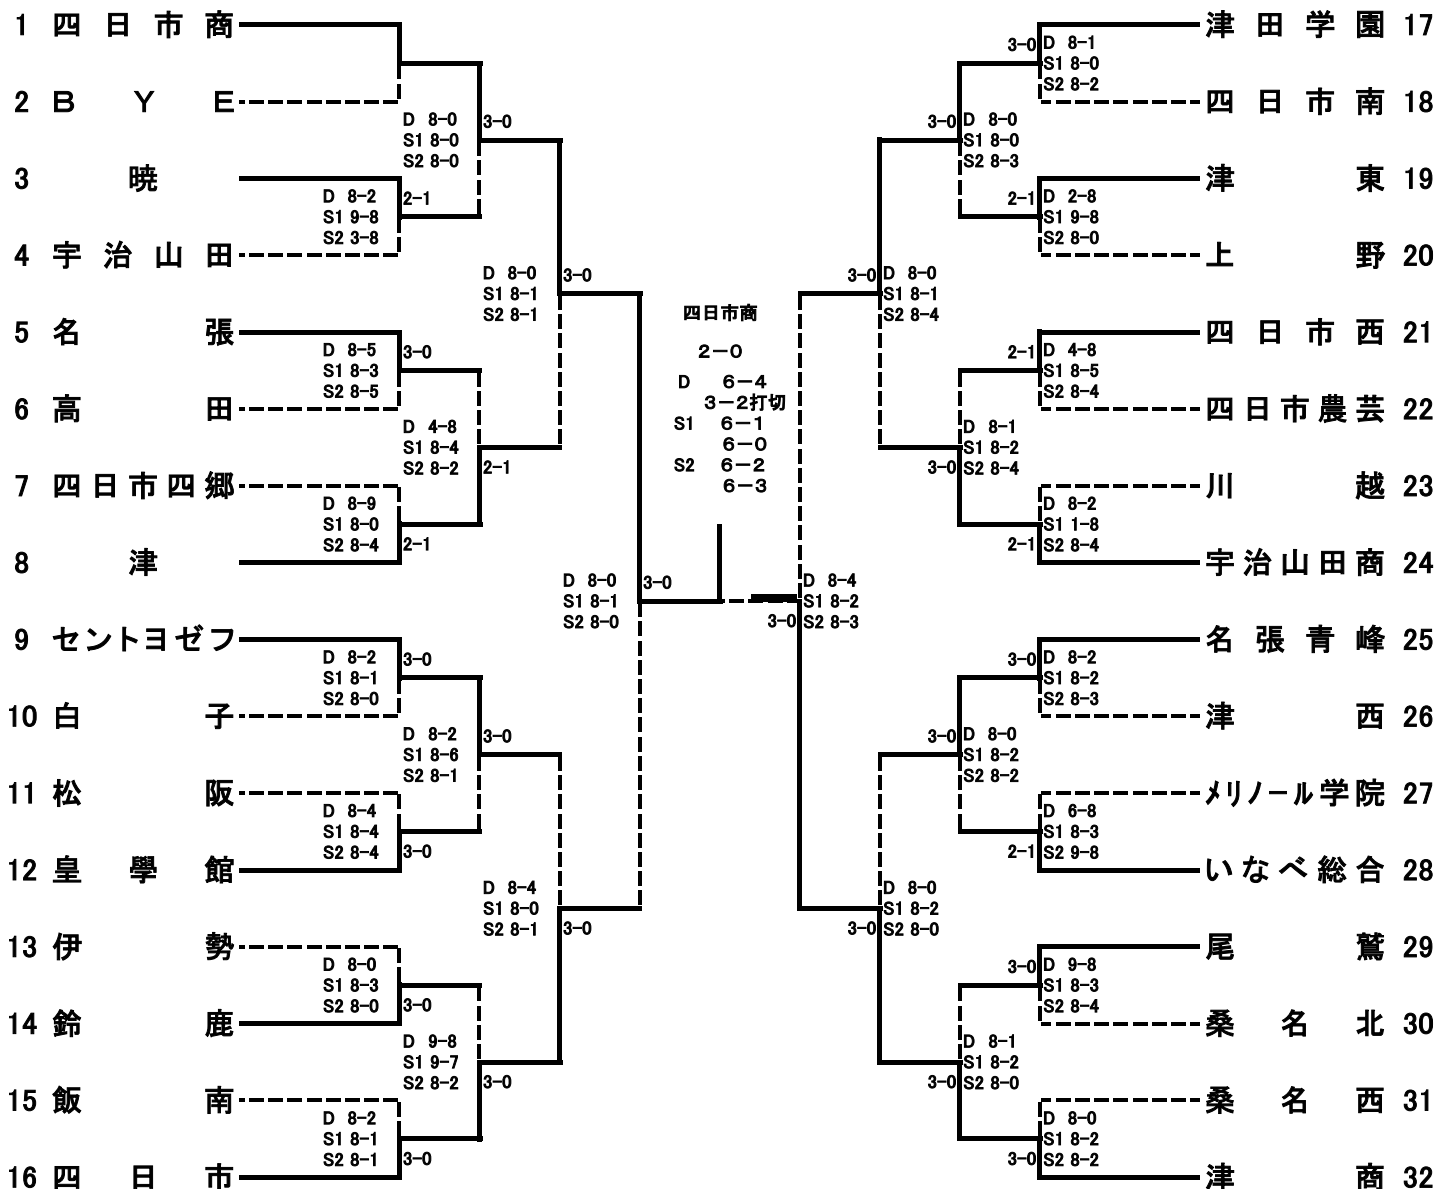 1 四日市商
2 BYE
D 8-0
S1 8-0
S2 8-0
3-0
3 暁
D 8-2
S1 9-8
S2 3-8
2-1
4 宇治山田
D 8-0
S1 8-1
S2 8-1
3-0
5 名張
D 8-5
S1 8-3
S2 8-5
3-0
6 高田
D 4-8
S1 8-4
S2 8-2
2-1
7 四日市四郷
D 8-9
S1 8-0
S2 8-4
2-1
8 津
D 8-0
S1 8-1
S2 8-0
3-0
9 セントヨゼフ
D 8-2
S1 8-1
S2 8-0
3-0
10 白子
D 8-2
S1 8-6
S2 8-1
3-0
11 松阪
D 8-4
S1 8-4
S2 8-4
3-0
12 皇學館
D 8-4
S1 8-0
S2 8-1
3-0
13 伊勢
D 8-0
S1 8-3
S2 8-0
3-0
14 鈴鹿
D 9-8
S1 9-7
S2 8-2
3-0
15 飯南
D 8-2
S1 8-1
S2 8-1
3-0
16 四日市
四日市商
2-0
D 6-4
3-2打切
S1 6-1
6-0
S2 6-2
6-3
津田学園 17
3-0
D 8-1
S1 8-0
S2 8-2
四日市南 18
3-0
D 8-0
S1 8-0
S2 8-3
津東 19
2-1
D 2-8
S1 9-8
S2 8-0
上野 20
3-0
D 8-0
S1 8-1
S2 8-4
四日市西 21
2-1
D 4-8
S1 8-5
S2 8-4
四日市農芸 22
D 8-1
S1 8-2
S2 8-4
3-0
川越 23
D 8-2
S1 1-8
S2 8-4
2-1
宇治山田商 24
D 8-4
S1 8-2
S2 8-3
3-0
名張青峰 25
3-0
D 8-2
S1 8-2
S2 8-3
津西 26
3-0
D 8-0
S1 8-2
S2 8-2
メリノール学院 27
D 6-8
S1 8-3
S2 9-8
2-1
いなべ総合 28
D 8-0
S1 8-2
S2 8-0
3-0
尾鷲 29
3-0
D 9-8
S1 8-3
S2 8-4
桑名北 30
D 8-1
S1 8-2
S2 8-0
3-0
桑名西 31
D 8-0
S1 8-2
S2 8-2
3-0
津商 32